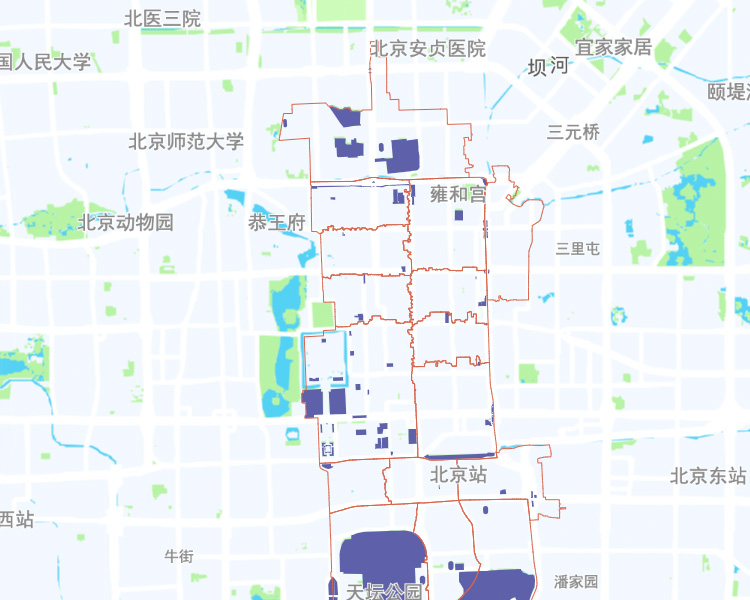 北医三院
北京安贞医院
宜家家居
国人民大学
坝河
颐堤
三元桥
北京师范大学
雍和宫
北京动物园
恭王府
三里屯
北京站
北京东站
西站
牛街
潘家园
天坛公园